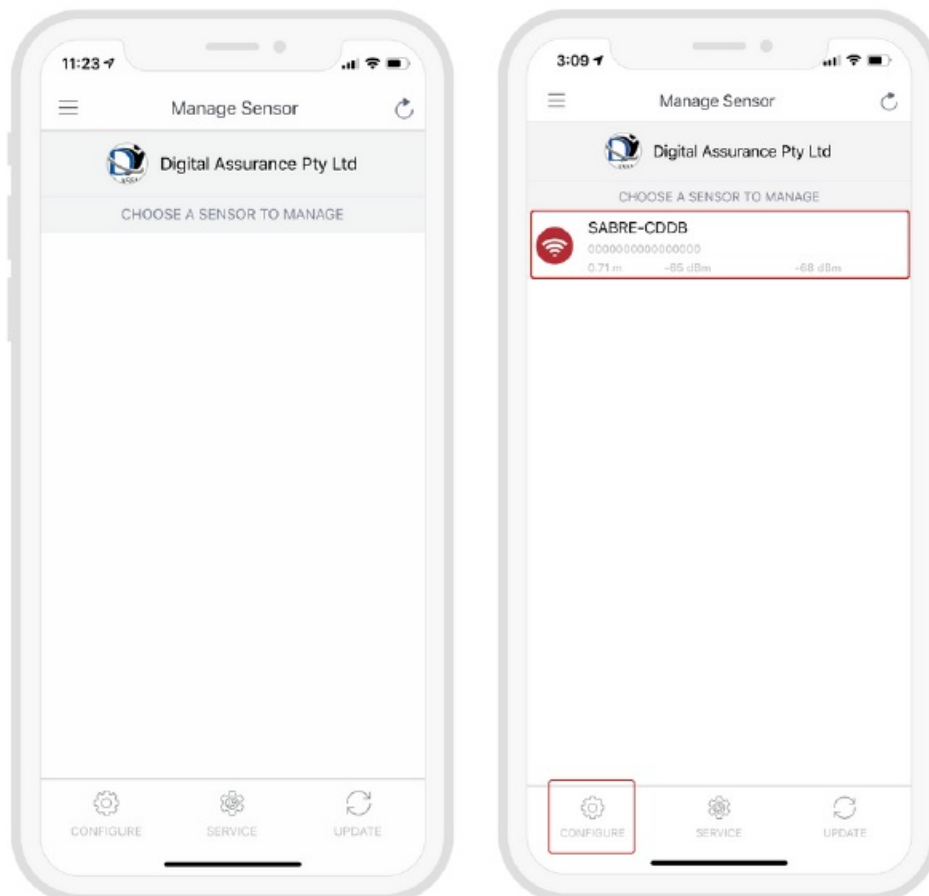 11:23
Manage Sensor
Digital Assurance Pty Ltd
CHOOSE A SENSOR TO MANAGE
CONFIGURE
SERVICE
UPDATE
3:09
Manage Sensor
Digital Assurance Pty Ltd
CHOOSE A SENSOR TO MANAGE
SABRE-CDDB
0000000000000000
0.71 m -65 dBm -68 dBm
CONFIGURE
SERVICE
UPDATE